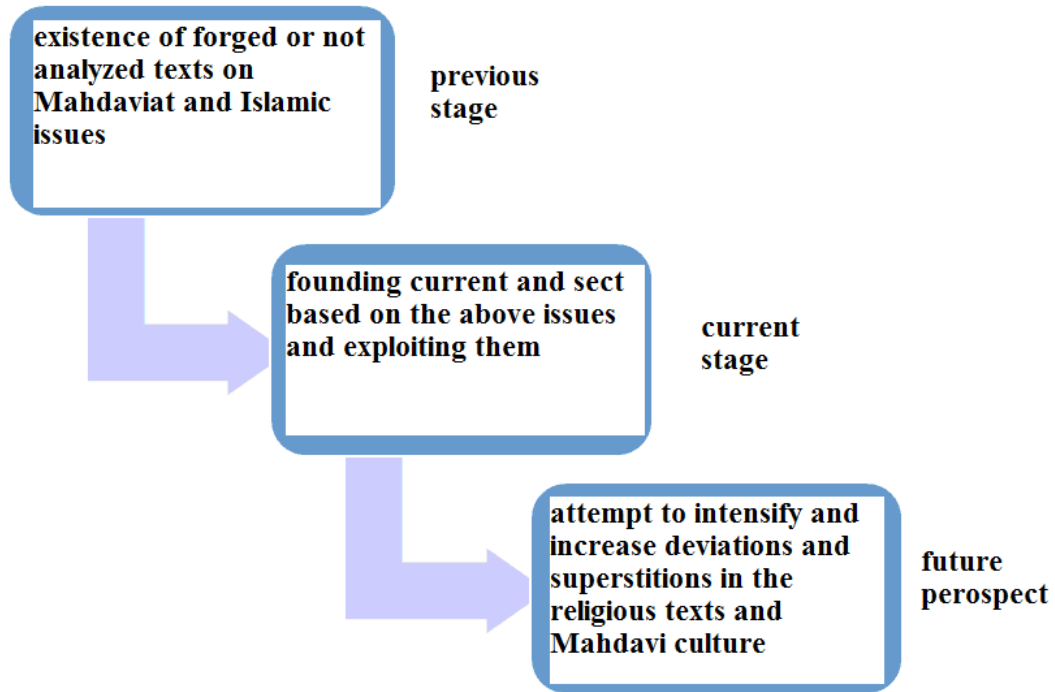 existence of forged or not
analyzed texts on
Mahdaviat and Islamic
issues
previous
stage
founding current and sect
based on the above issues
and exploiting them
current
stage
attempt to intensify and
increase deviations and
superstitions in the
religious texts and
Mahdavi culture
future
perospect